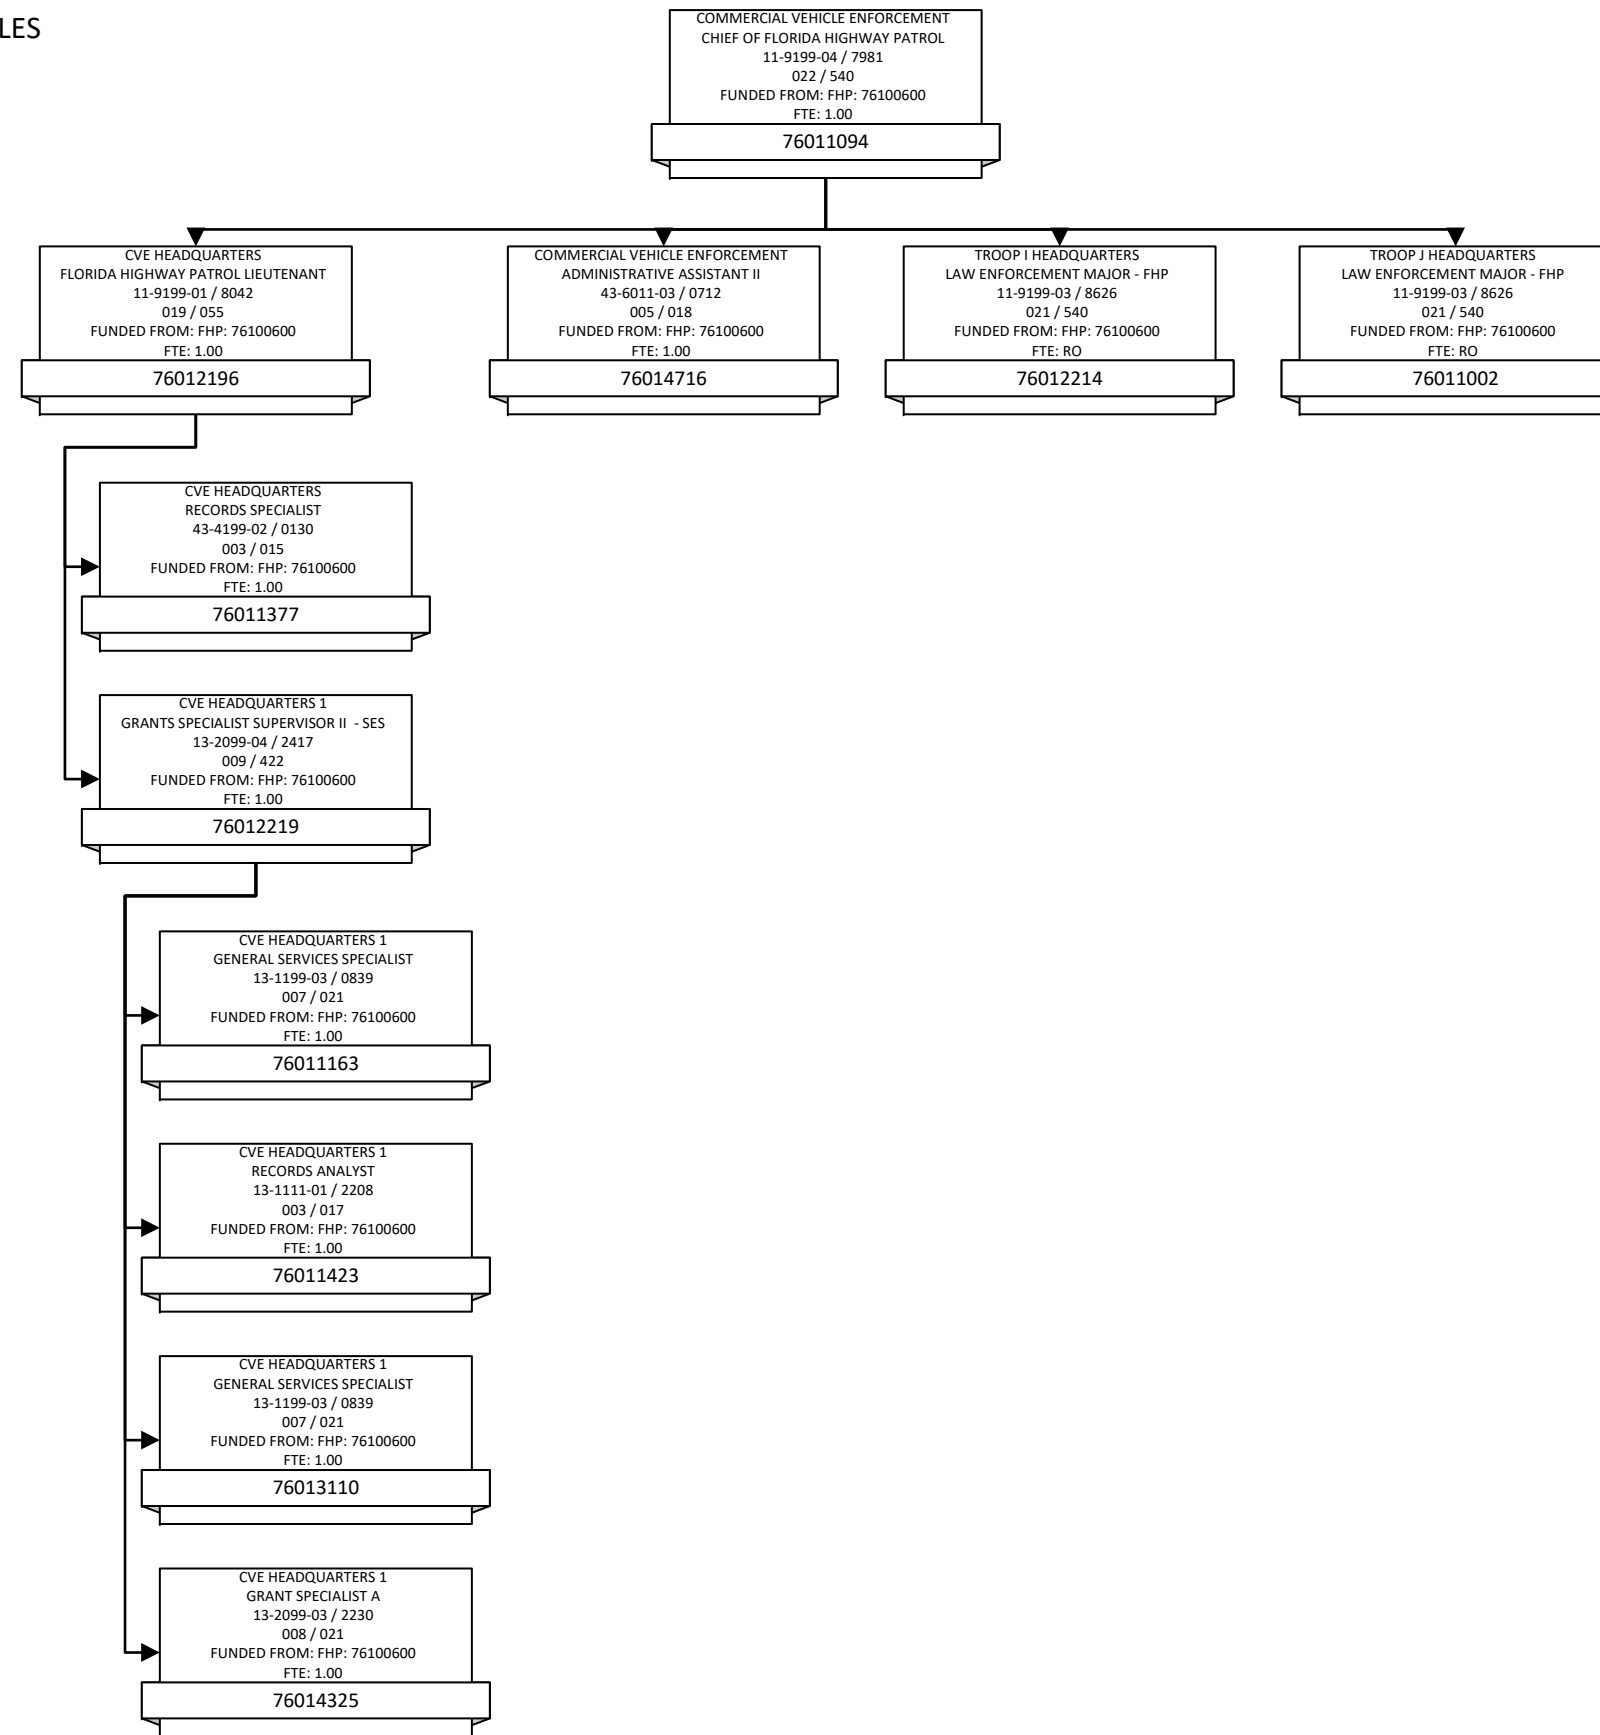 LES
COMMERCIAL VEHICLE ENFORCEMENT
CHIEF OF FLORIDA HIGHWAY PATROL
11-9199-04 / 7981
022 / 540
FUNDED FROM: FHP: 76100600
FTE: 1.00
76011094
CVE HEADQUARTERS
FLORIDA HIGHWAY PATROL LIEUTENANT
11-9199-01 / 8042
019 / 055
FUNDED FROM: FHP: 76100600
FTE: 1.00
76012196
COMMERCIAL VEHICLE ENFORCEMENT
ADMINISTRATIVE ASSISTANT II
43-6011-03 / 0712
005 / 018
FUNDED FROM: FHP: 76100600
FTE: 1.00
76014716
TROOP I HEADQUARTERS
LAW ENFORCEMENT MAJOR - FHP
11-9199-03 / 8626
021 / 540
FUNDED FROM: FHP: 76100600
FTE: RO
76012214
TROOP J HEADQUARTERS
LAW ENFORCEMENT MAJOR - FHP
11-9199-03 / 8626
021 / 540
FUNDED FROM: FHP: 76100600
FTE: RO
76011002
CVE HEADQUARTERS
RECORDS SPECIALIST
43-4199-02 / 0130
003 / 015
FUNDED FROM: FHP: 76100600
FTE: 1.00
76011377
CVE HEADQUARTERS 1
GRANTS SPECIALIST SUPERVISOR II - SES
13-2099-04 / 2417
009 / 422
FUNDED FROM: FHP: 76100600
FTE: 1.00
76012219
CVE HEADQUARTERS 1
GENERAL SERVICES SPECIALIST
13-1199-03 / 0839
007 / 021
FUNDED FROM: FHP: 76100600
FTE: 1.00
76011163
CVE HEADQUARTERS 1
RECORDS ANALYST
13-1111-01 / 2208
003 / 017
FUNDED FROM: FHP: 76100600
FTE: 1.00
76011423
CVE HEADQUARTERS 1
GENERAL SERVICES SPECIALIST
13-1199-03 / 0839
007 / 021
FUNDED FROM: FHP: 76100600
FTE: 1.00
76013110
CVE HEADQUARTERS 1
GRANT SPECIALIST A
13-2099-03 / 2230
008 / 021
FUNDED FROM: FHP: 76100600
FTE: 1.00
76014325